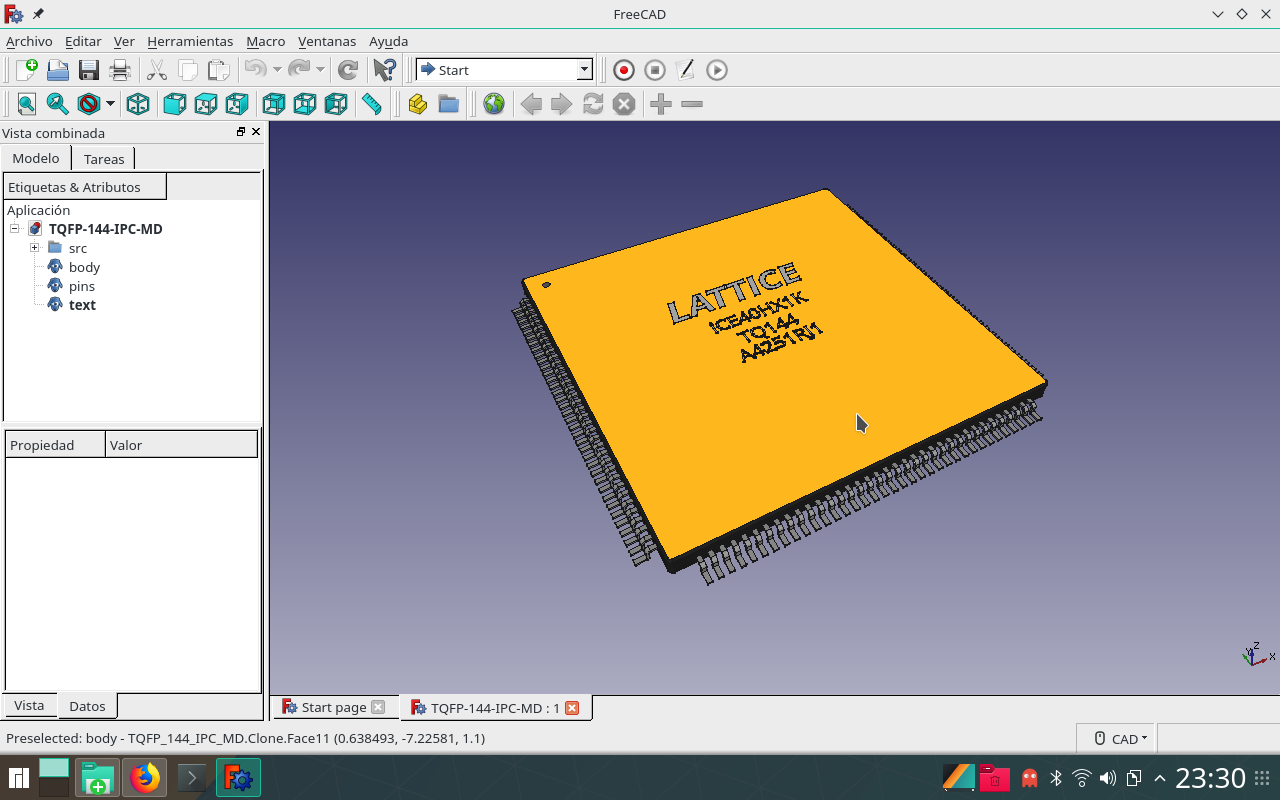 FreeCAD
Archivo Editar Ver Herramientas Macro Ventanas Ayuda
Start
Vista combinada
Modelo Tareas
Etiquetas & Atributos
Aplicación
TQFP-144-IPC-MD
src
body
pins
text
Propiedad Valor
LATTICE
ICE40HX1K
TQ144
AA251RJ1
Z
Y
X
Vista Datos
Start page
TQFP-144-IPC-MD : 1
Preselected: body - TQFP_144_IPC_MD.Clone.Face11 (0.638493, -7.22581, 1.1)
CAD
23:30